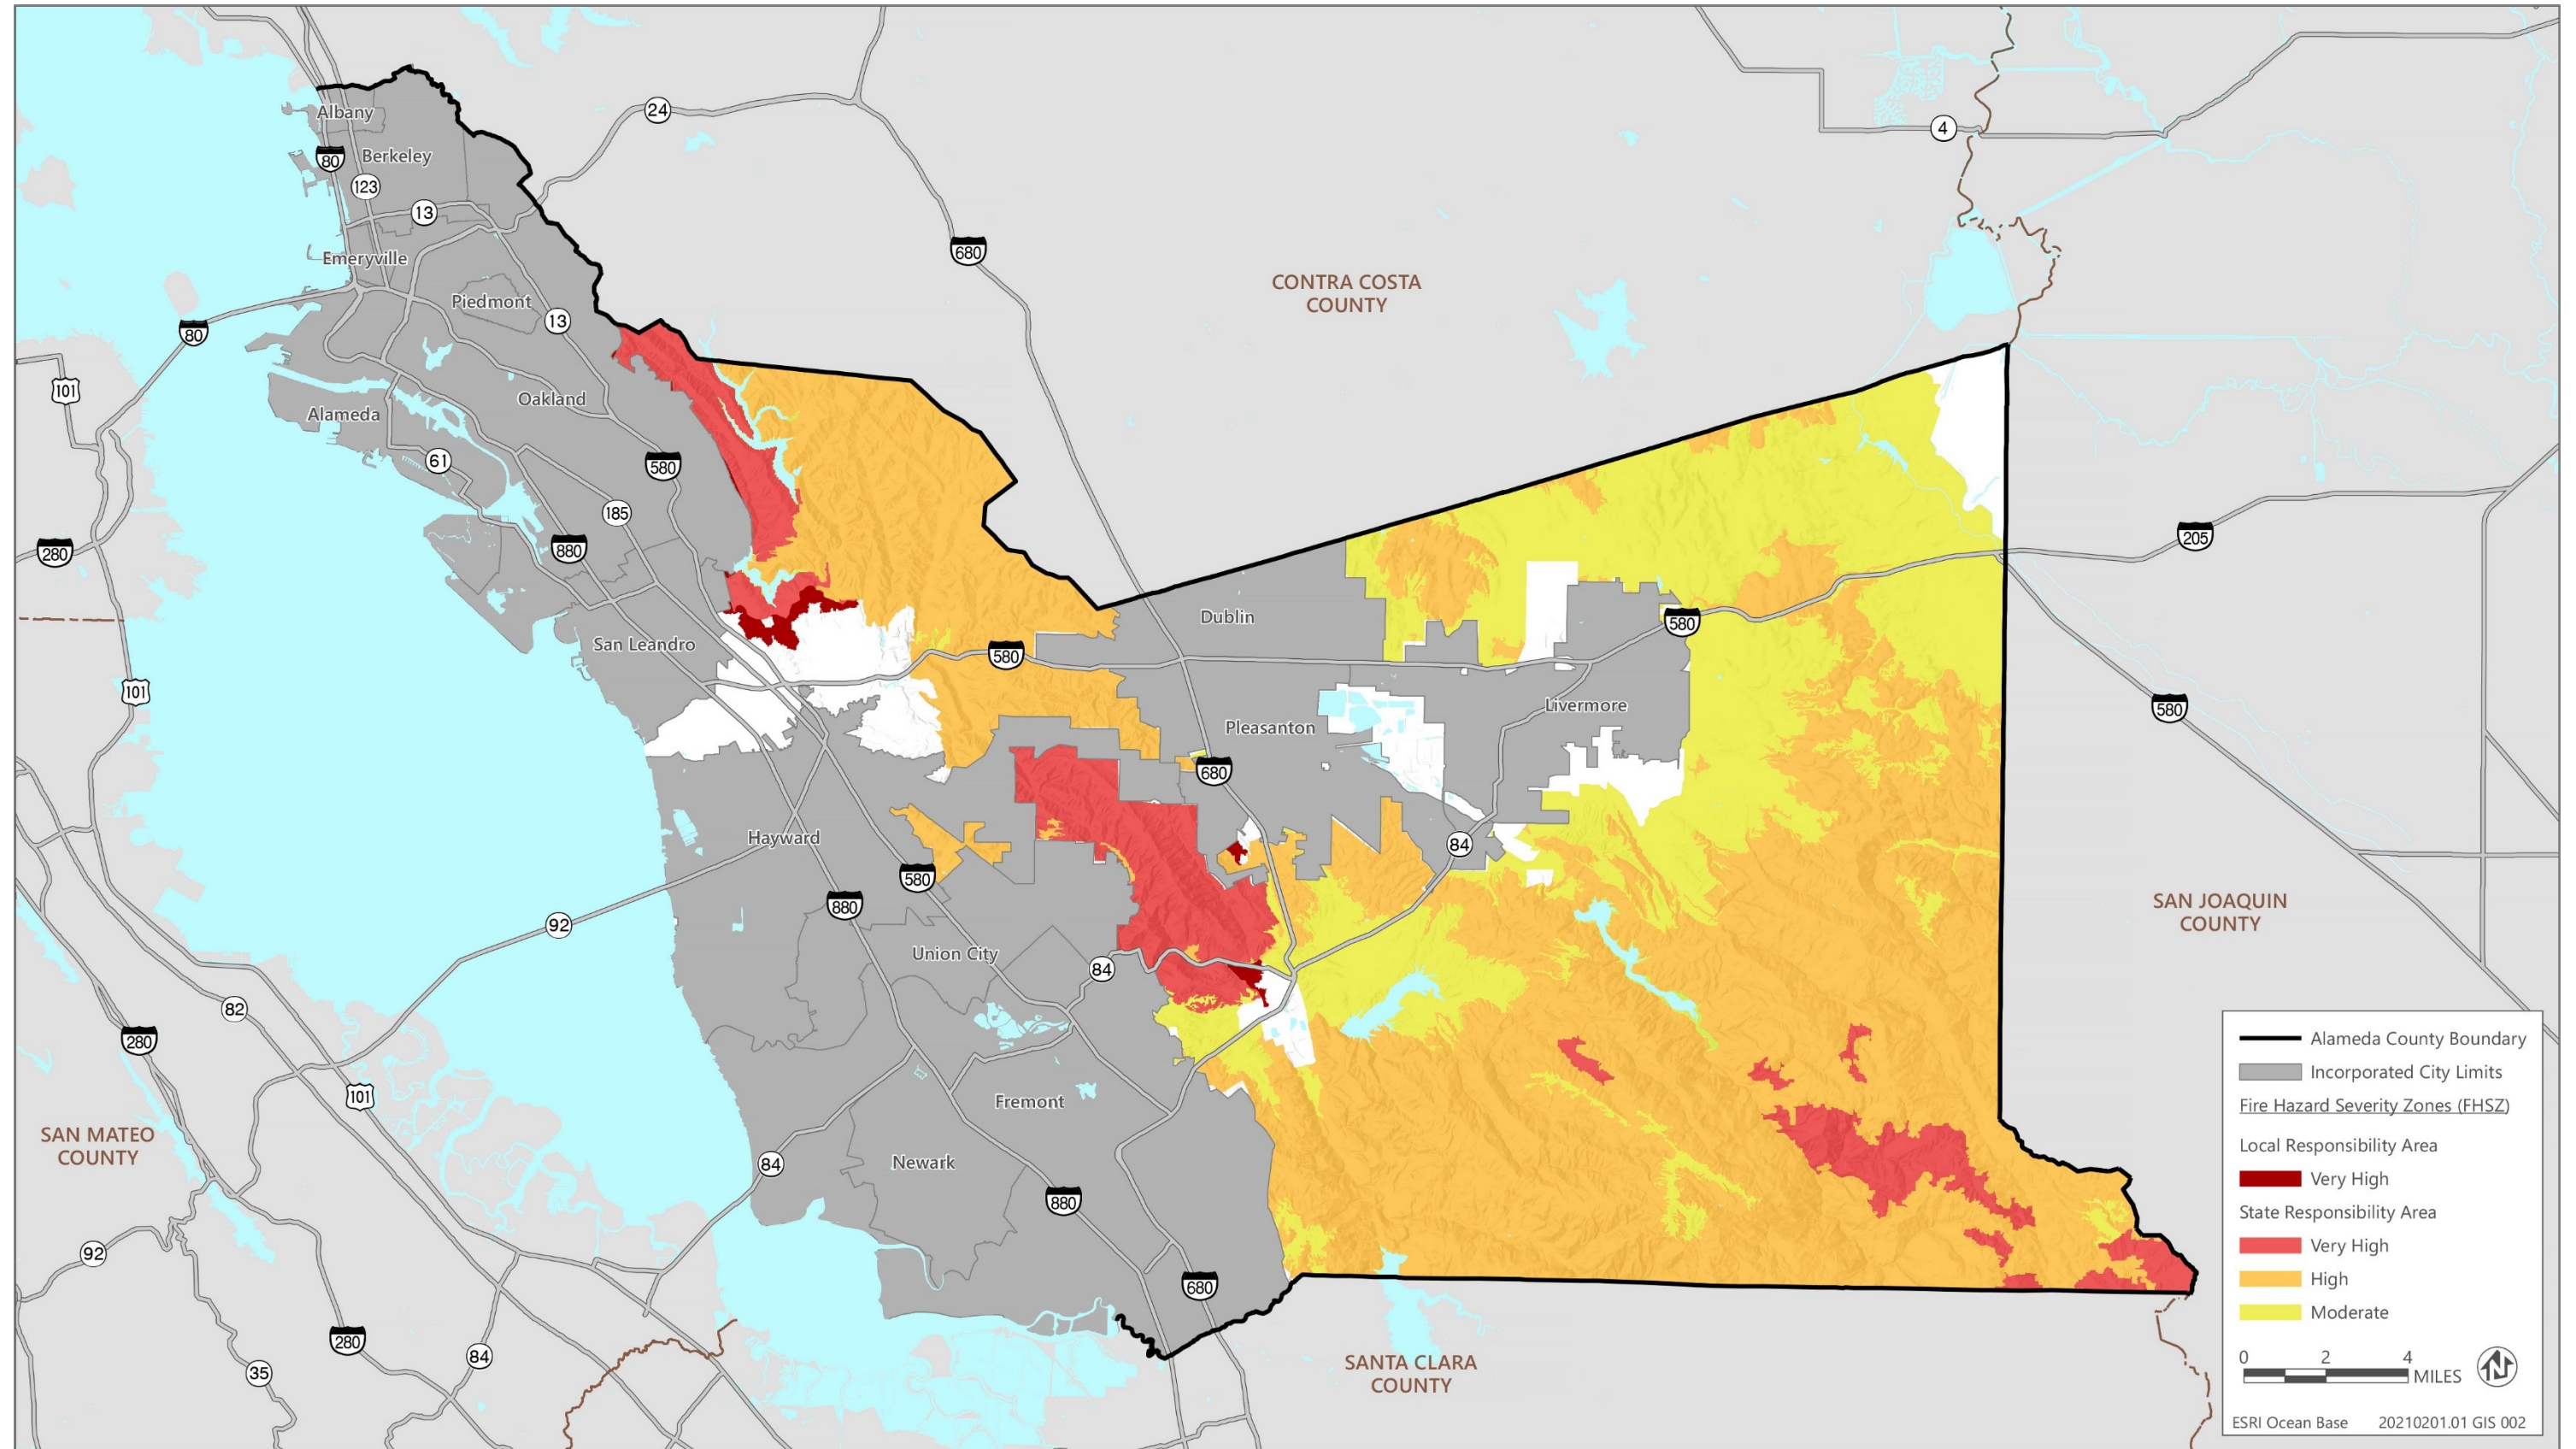 Albany
24
4
80
Berkeley
123
13
680
Emeryville
CONTRA COSTA
COUNTY
Piedmont
13
80
101
Oakland
Alameda
61
580
185
205
880
280
Dublin
580
San Leandro
580
101
Livermore
580
Pleasanton
680
Hayward
84
580
880
SAN JOAQUIN
COUNTY
92
Union City
84
82
280
101
Fremont
SAN MATEO
COUNTY
Newark
84
880
92
680
280
84
35
SANTA CLARA
COUNTY
Alameda County Boundary
Incorporated City Limits
Fire Hazard Severity Zones (FHSZ)
Local Responsibility Area
Very High
State Responsibility Area
Very High
High
Moderate
0 2 4
MILES
N
ESRI Ocean Base 20210201.01 GIS 002